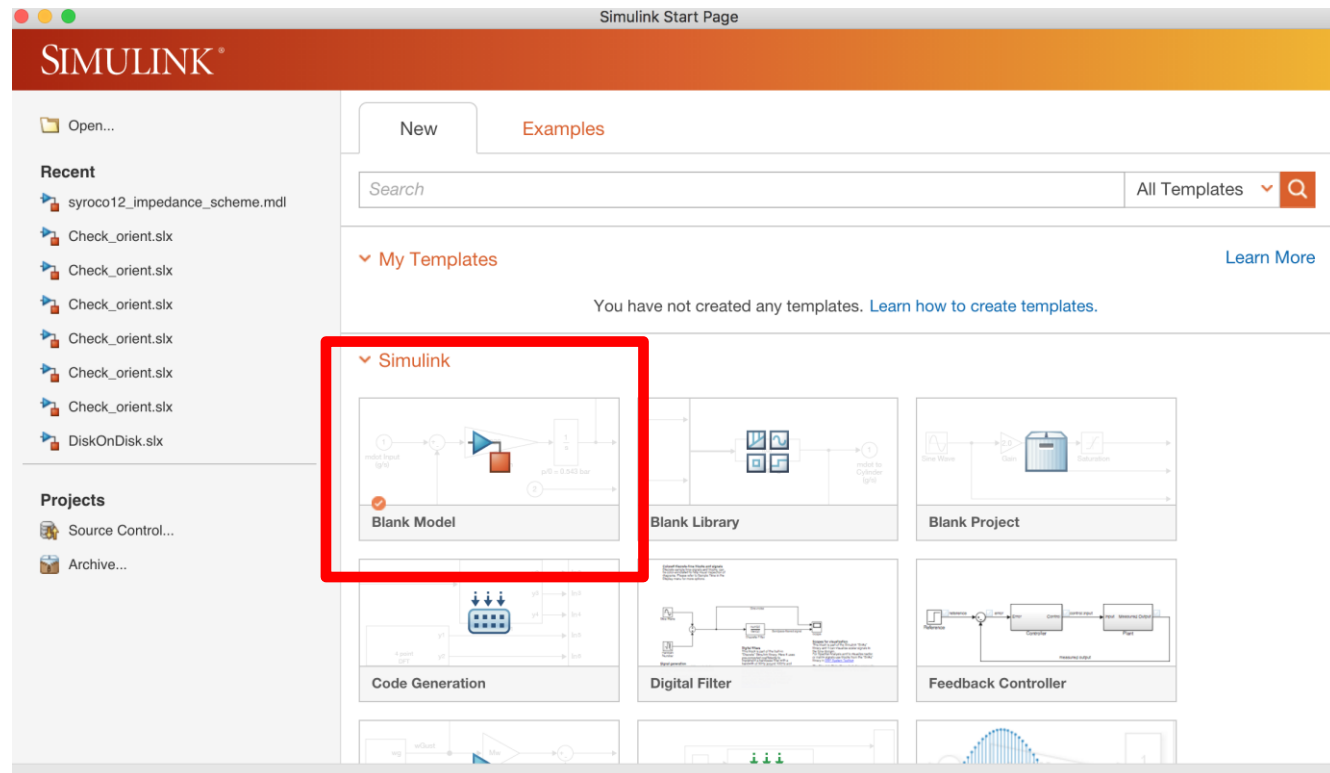 Simulink Start Page
SIMULINK®
Open...
Recent
syroco12_impedance_scheme.mdl
Check_orient.slx
Check_orient.slx
Check_orient.slx
Check_orient.slx
Check_orient.slx
Check_orient.slx
DiskOnDisk.slx
Projects
Source Control...
Archive...
New Examples
Search All Templates
My Templates Learn More
You have not created any templates. Learn how to create templates.
Simulink
Blank Model Blank Library Blank Project
Code Generation Digital Filter Feedback Controller